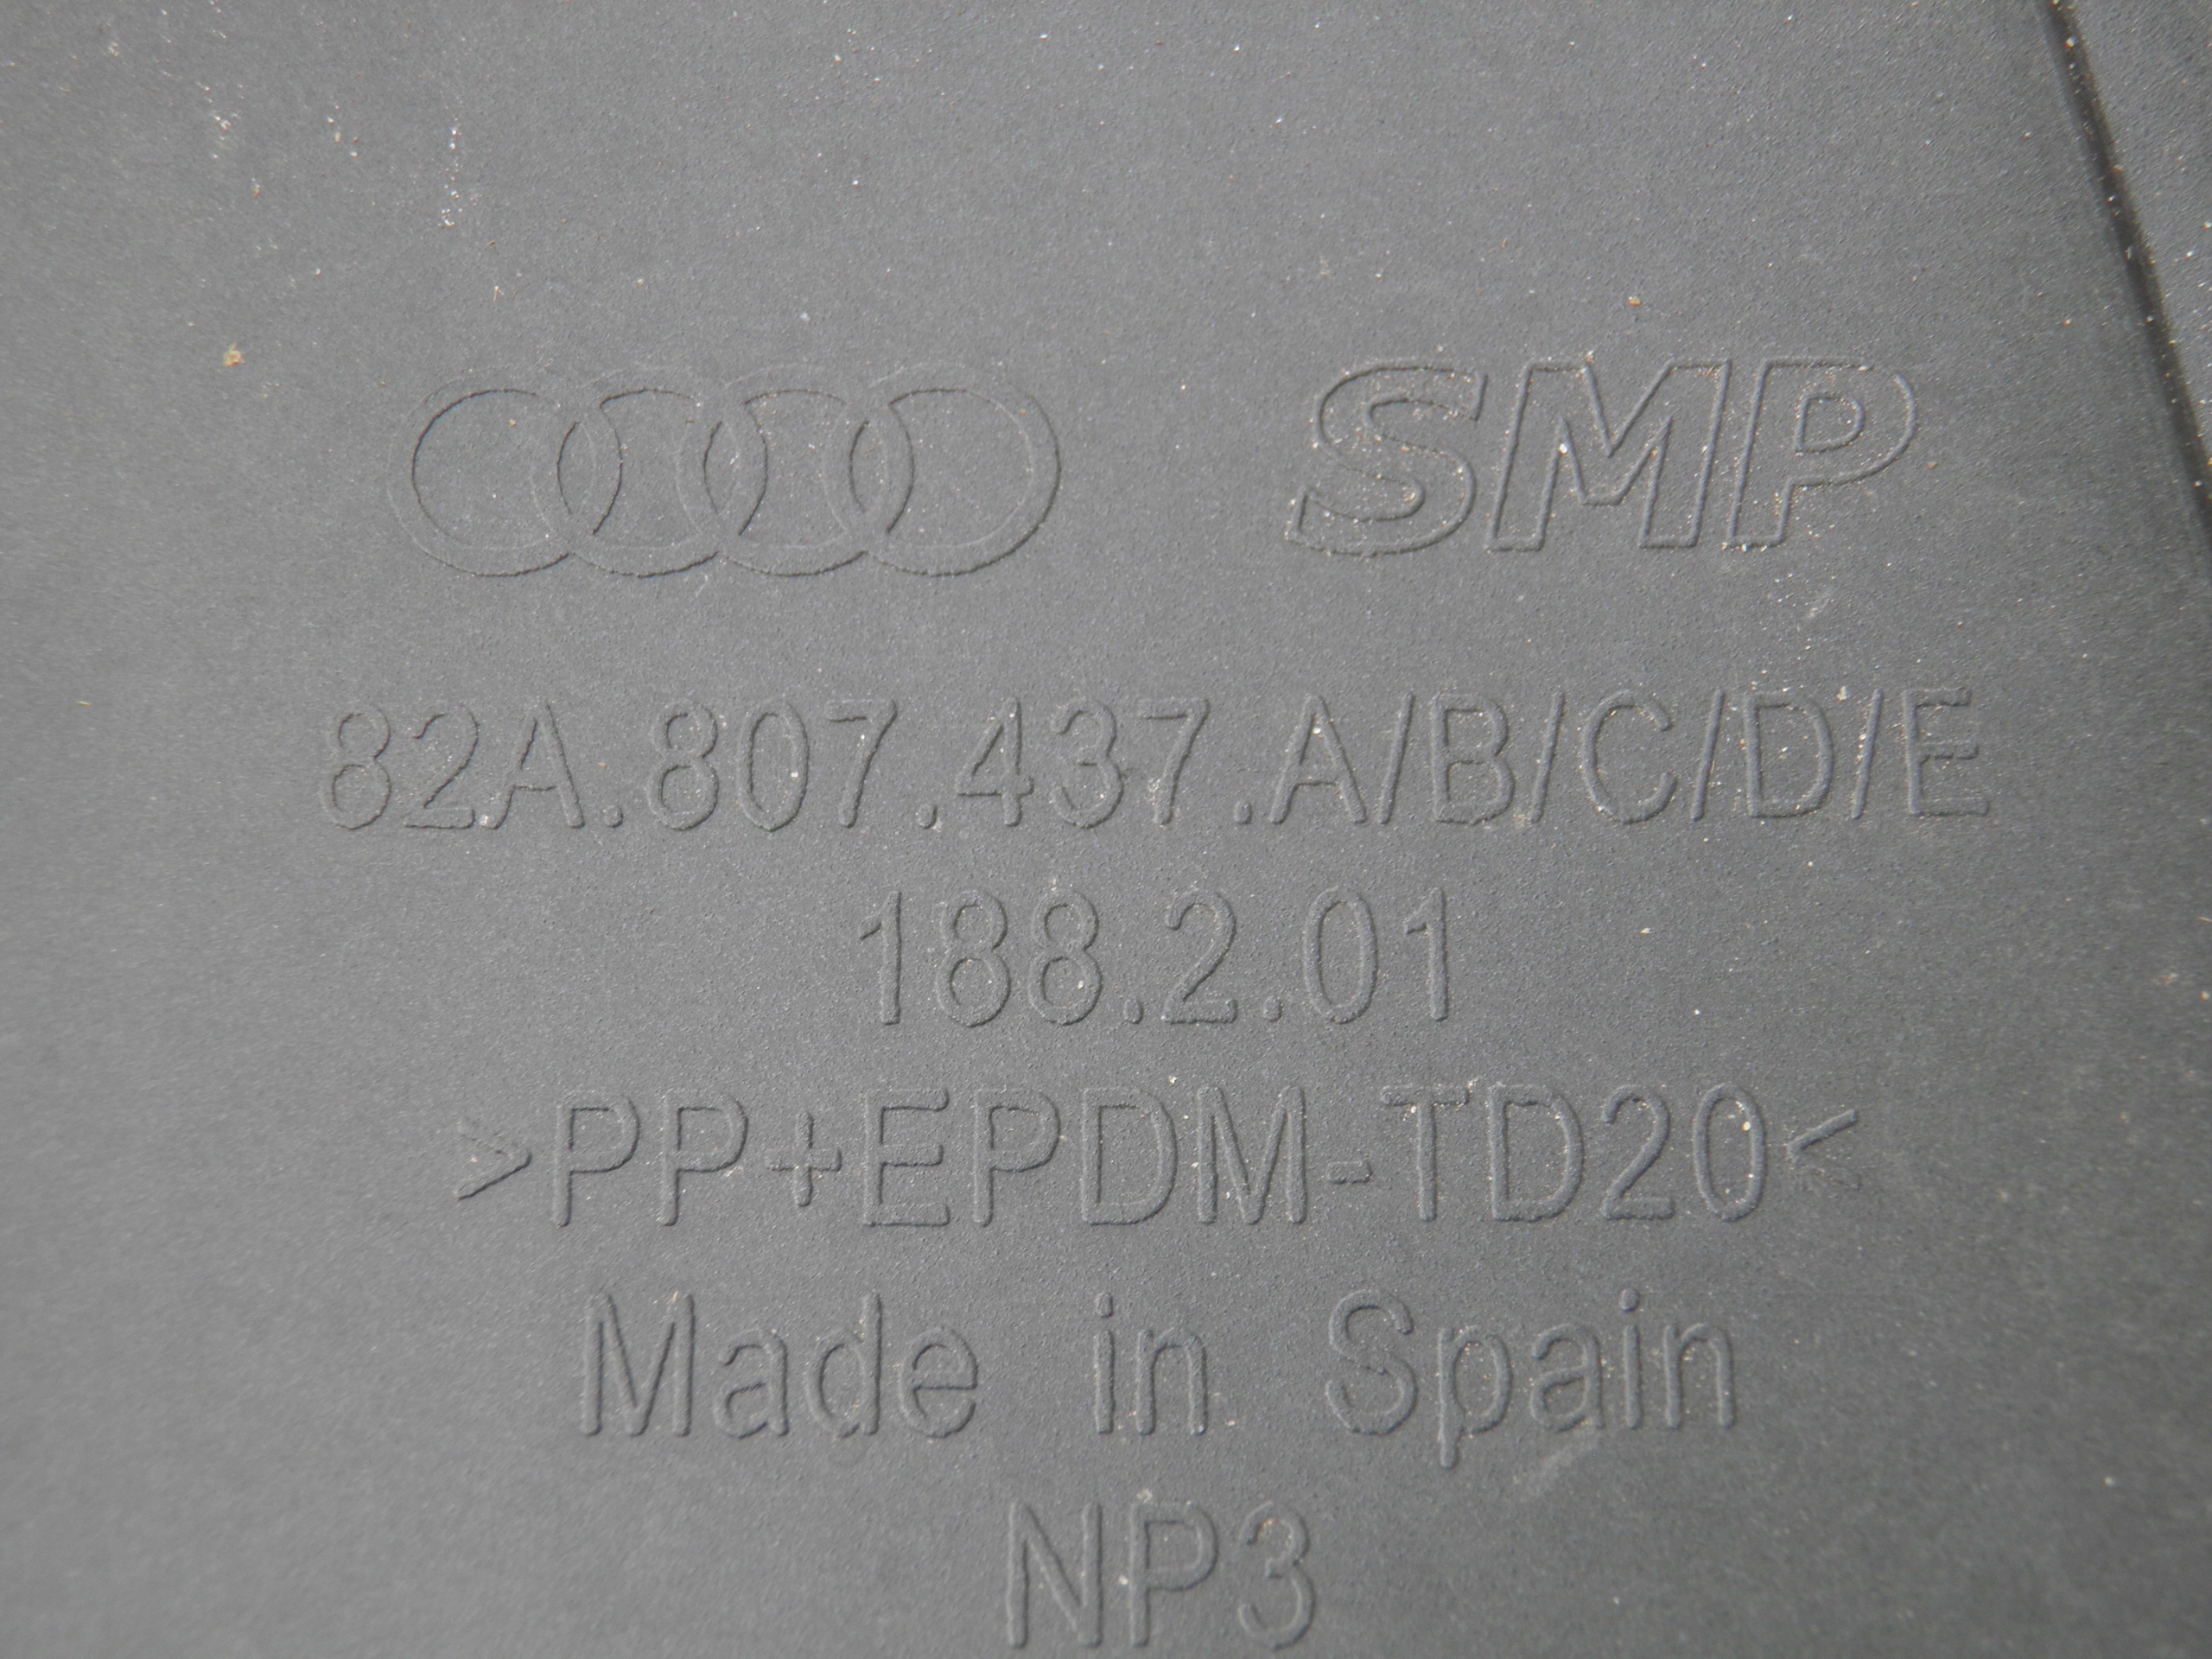 SMP
82A.807.437.A/B/C/D/E
188.2.01
>PP+EPDM-TD20<
Made in Spain
NP3